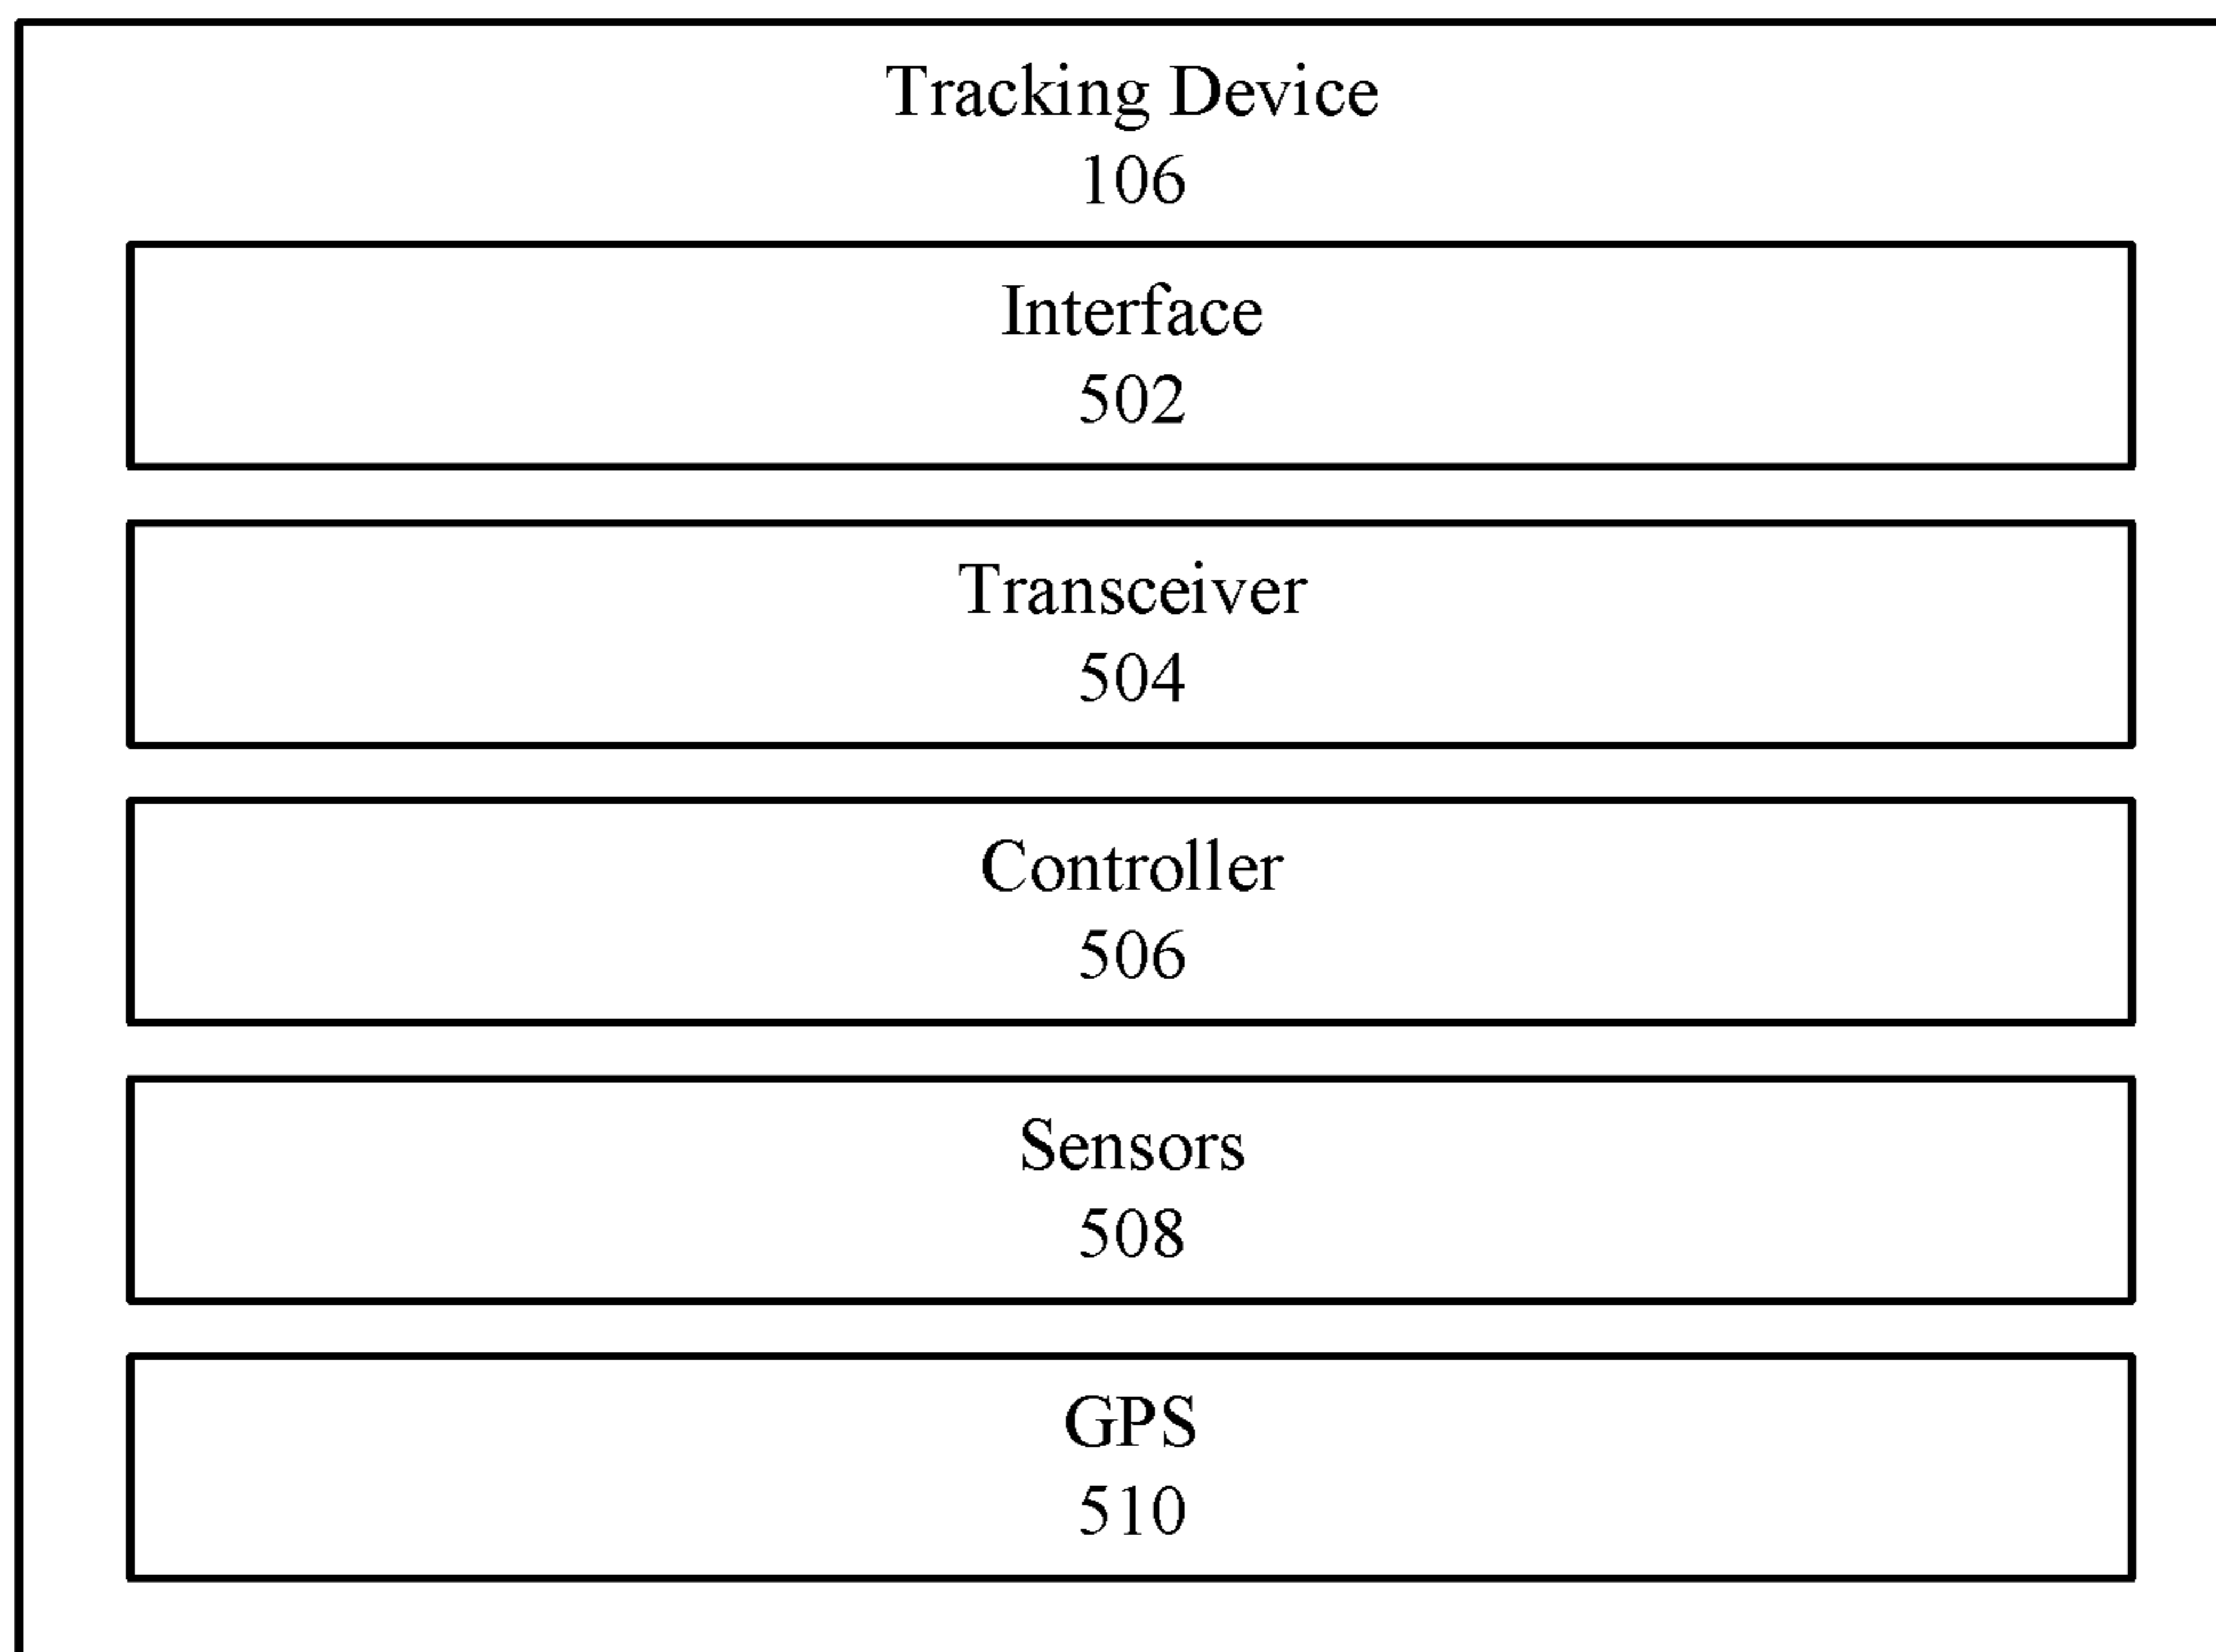 Tracking Device
106
Interface
502
Transceiver
504
Controller
506
Sensors
508
GPS
510